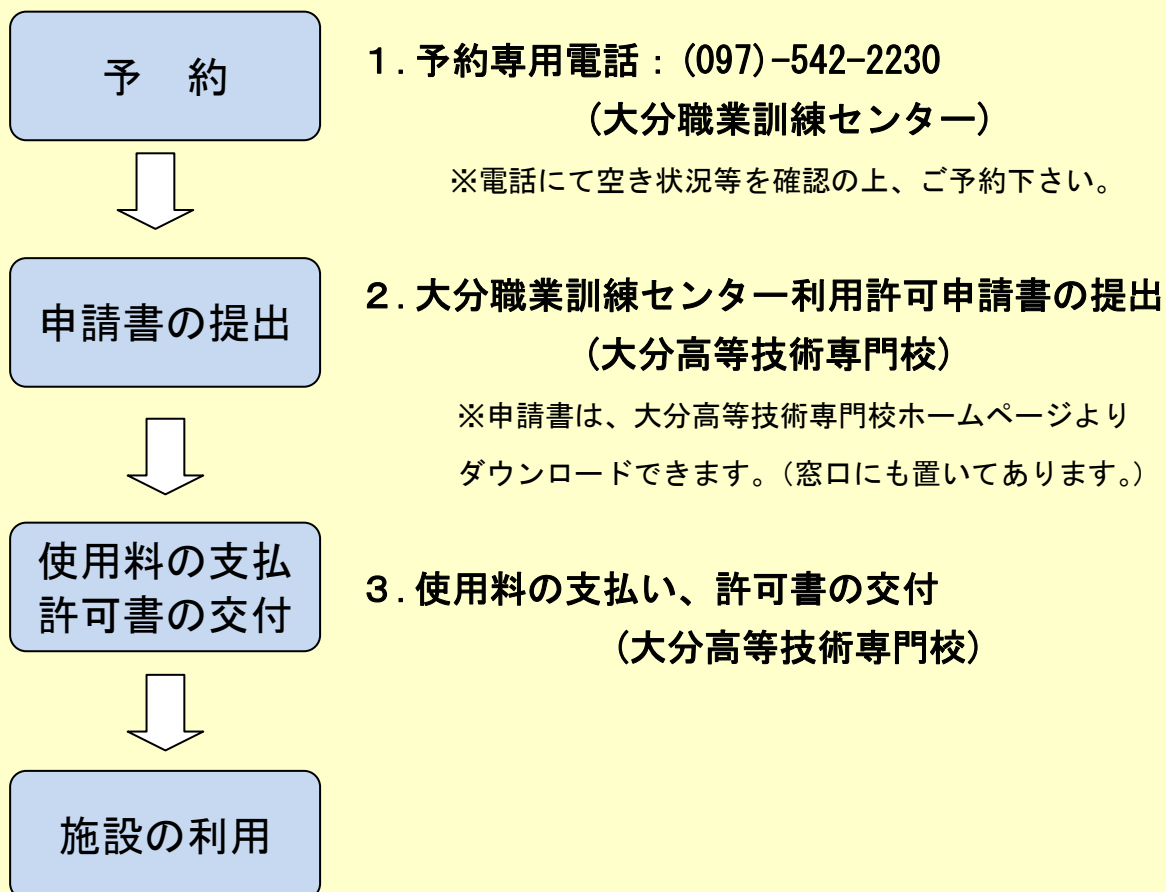 予　約
１．予約専用電話：(097)-542-2230
(大分職業訓練センター)
※電話にて空き状況等を確認の上、ご予約下さい。
申請書の提出
２．大分職業訓練センター利用許可申請書の提出
(大分高等技術専門校)
※申請書は、大分高等技術専門校ホームページより
ダウンロードできます。(窓口にも置いてあります。)
使用料の支払
許可書の交付
３．使用料の支払い、許可書の交付
(大分高等技術専門校)
施設の利用